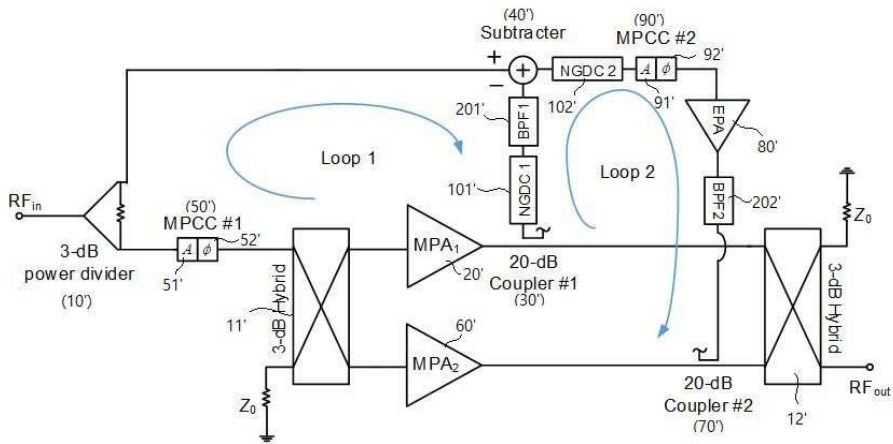 (40')
Subtracter
+
−
(90')
MPCC #2
92'
NGDC 2
A ϕ
102'
91'
201'
BPF1
EPA
80'
Loop 1
Loop 2
101'
NGDC 1
BPF2
202'
Z0
RFin
(50')
MPCC #1
52'
A ϕ
51'
3-dB
power divider
(10')
MPA1
20'
20-dB
Coupler #1
(30')
11'
3-dB Hybrid
3-dB Hybrid
MPA2
60'
Z0
20-dB
Coupler #2
(70')
12'
RFout